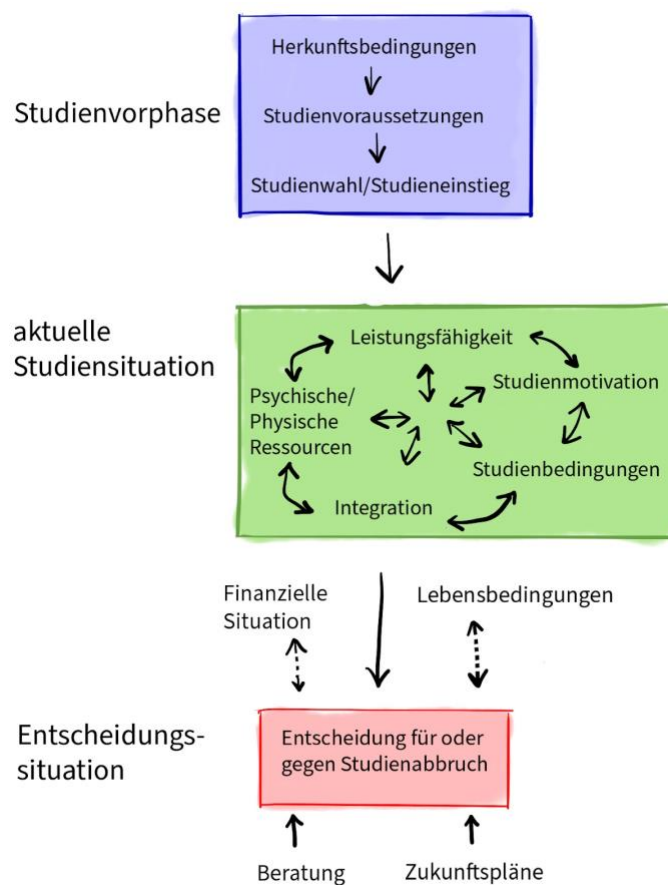 Studienvorphase
Herkunftsbedingungen
Studienvoraussetzungen
Studienwahl/Studieneinstieg
aktuelle
Studiensituation
Leistungsfähigkeit
Studienmotivation
Psychische/
Physische
Ressourcen
Studienbedingungen
Integration
Finanzielle
Situation
Lebensbedingungen
Entscheidungs-
situation
Entscheidung für oder
gegen Studienabbruch
Beratung
Zukunftspläne